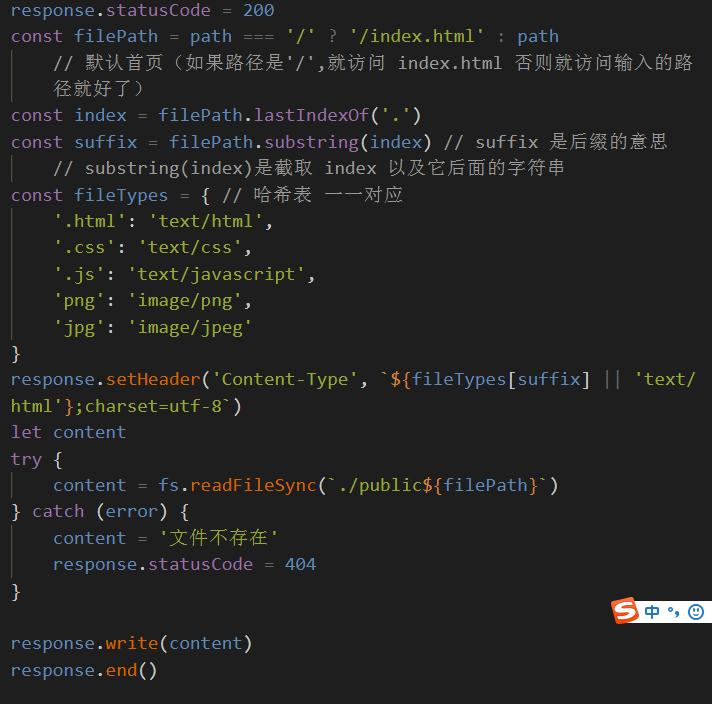 response.statusCode = 200
const filePath = path === '/' ? '/index.html' : path
// 默认首页（如果路径是'/',就访问 index.html 否则就访问输入的路
径就好了）
const index = filePath.lastIndexOf('.')
const suffix = filePath.substring(index) // suffix 是后缀的意思
// substring(index)是截取 index 以及它后面的字符串
const fileTypes = { // 哈希表 一一对应
'.html': 'text/html',
'.css': 'text/css',
'.js': 'text/javascript',
'png': 'image/png',
'jpg': 'image/jpeg'
}
response.setHeader('Content-Type', `${fileTypes[suffix] || 'text/
html'};charset=utf-8`)
let content
try {
content = fs.readFileSync(`./public${filePath}`)
} catch (error) {
content = '文件不存在'
response.statusCode = 404
}
S 中 °,
response.write(content)
response.end()